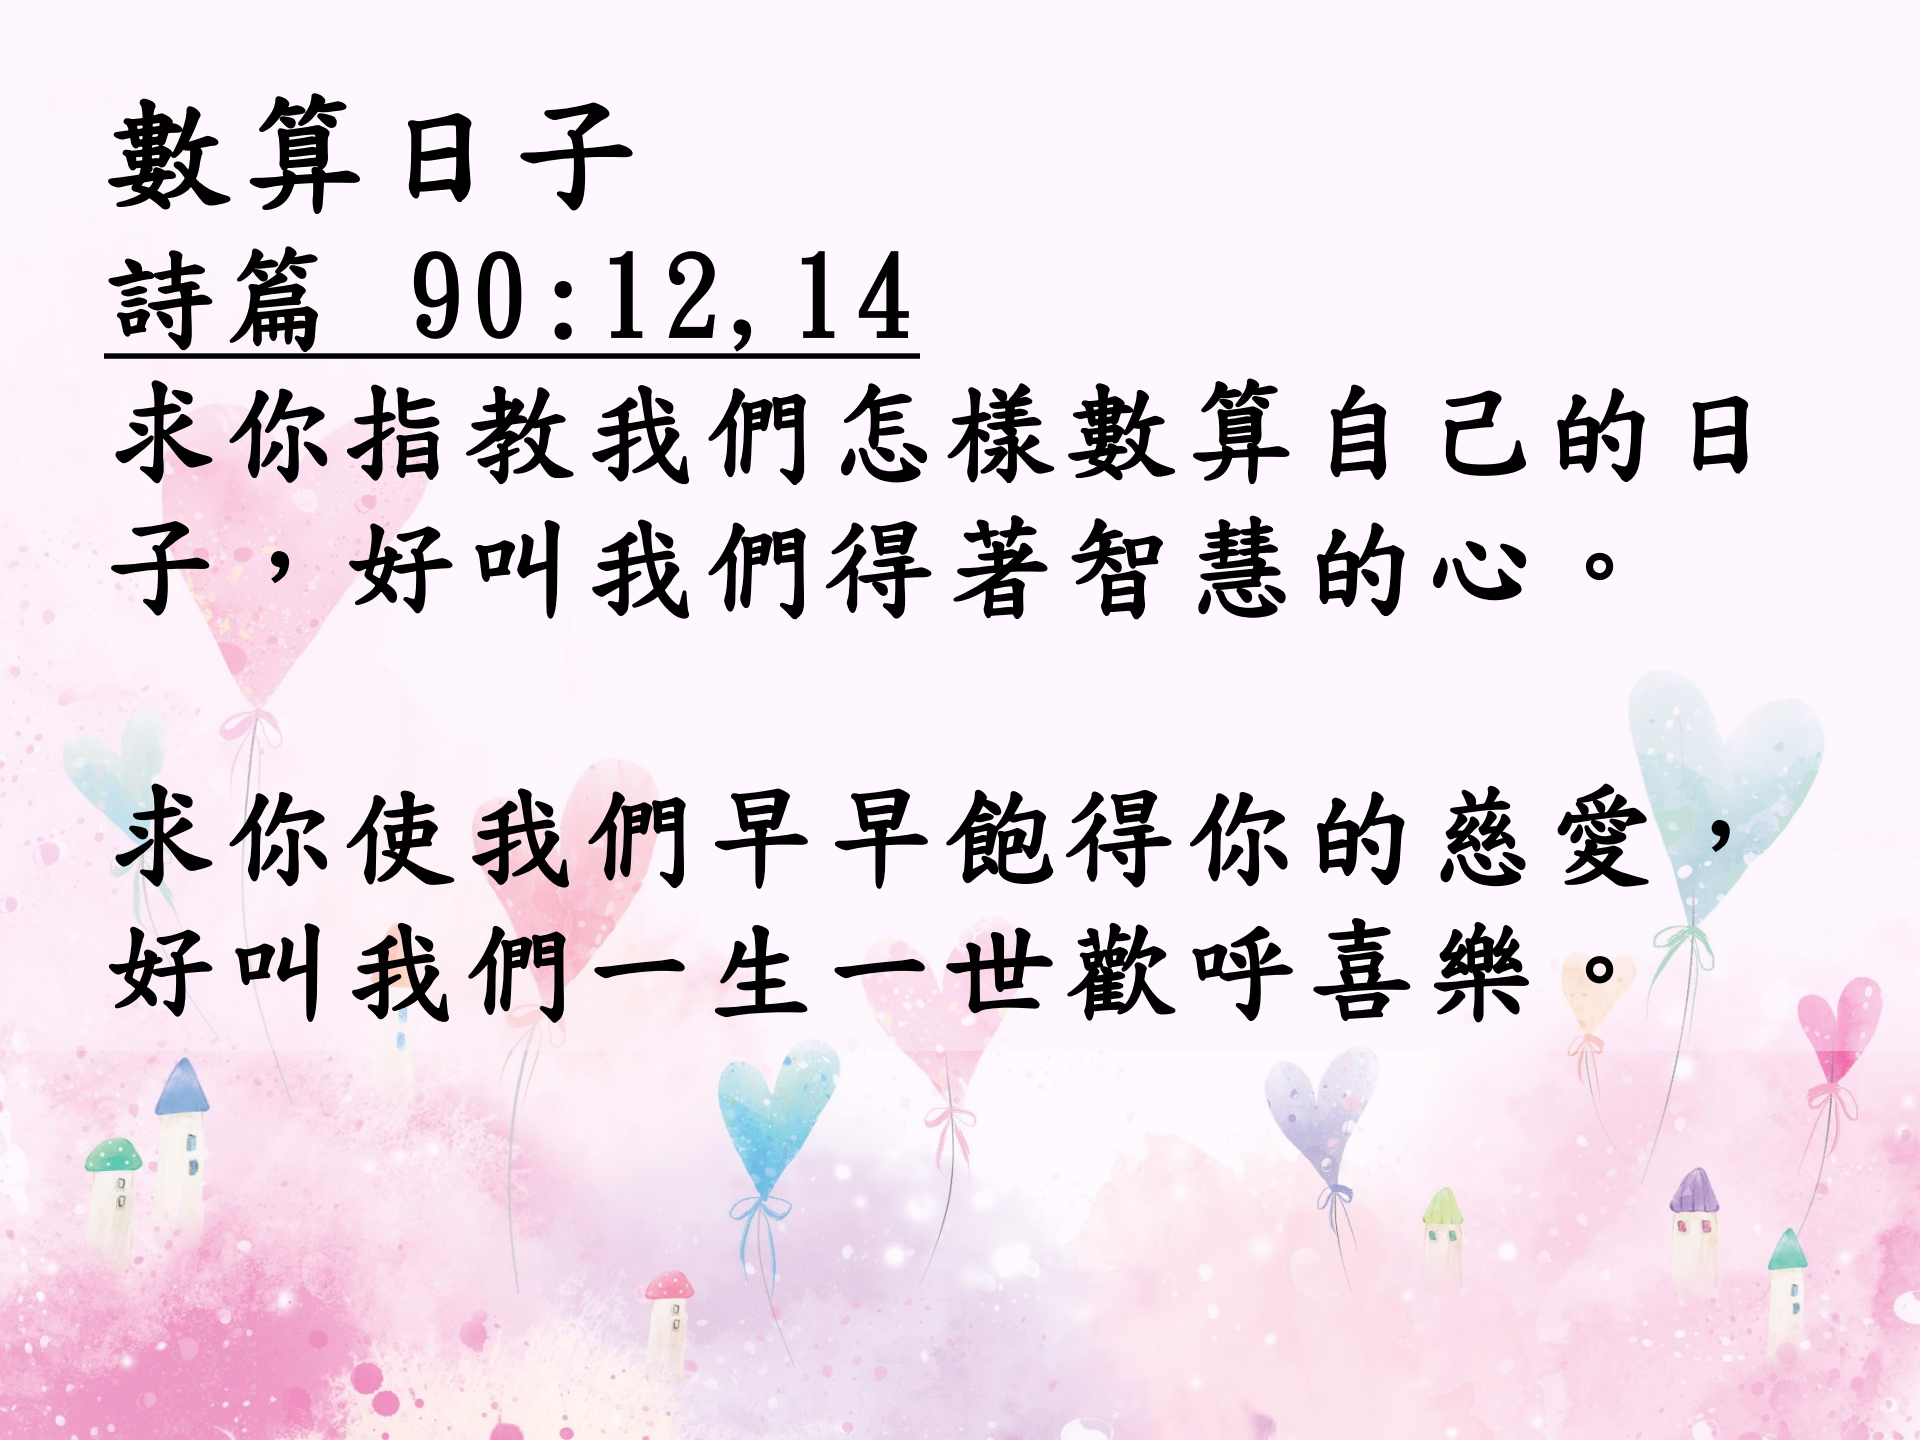 數算日子
詩篇 90:12,14
求你指教我們怎樣數算自己的日
子，好叫我們得著智慧的心。
求你使我們早早飽得你的慈愛，
好叫我們一生一世歡呼喜樂。